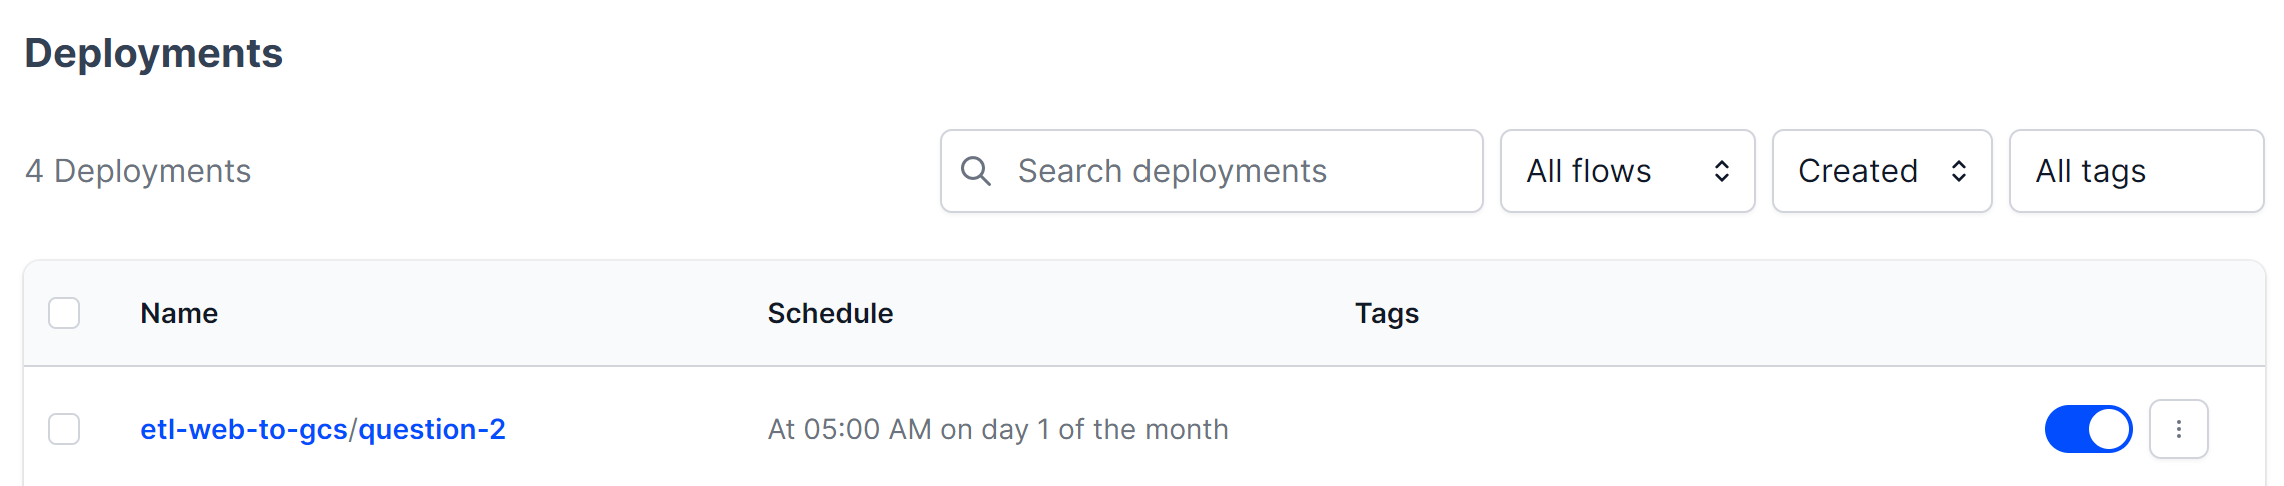 Deployments
4 Deployments
Search deployments
All flows
Created
All tags
Name Schedule Tags
etl-web-to-gcs/question-2 At 05:00 AM on day 1 of the month